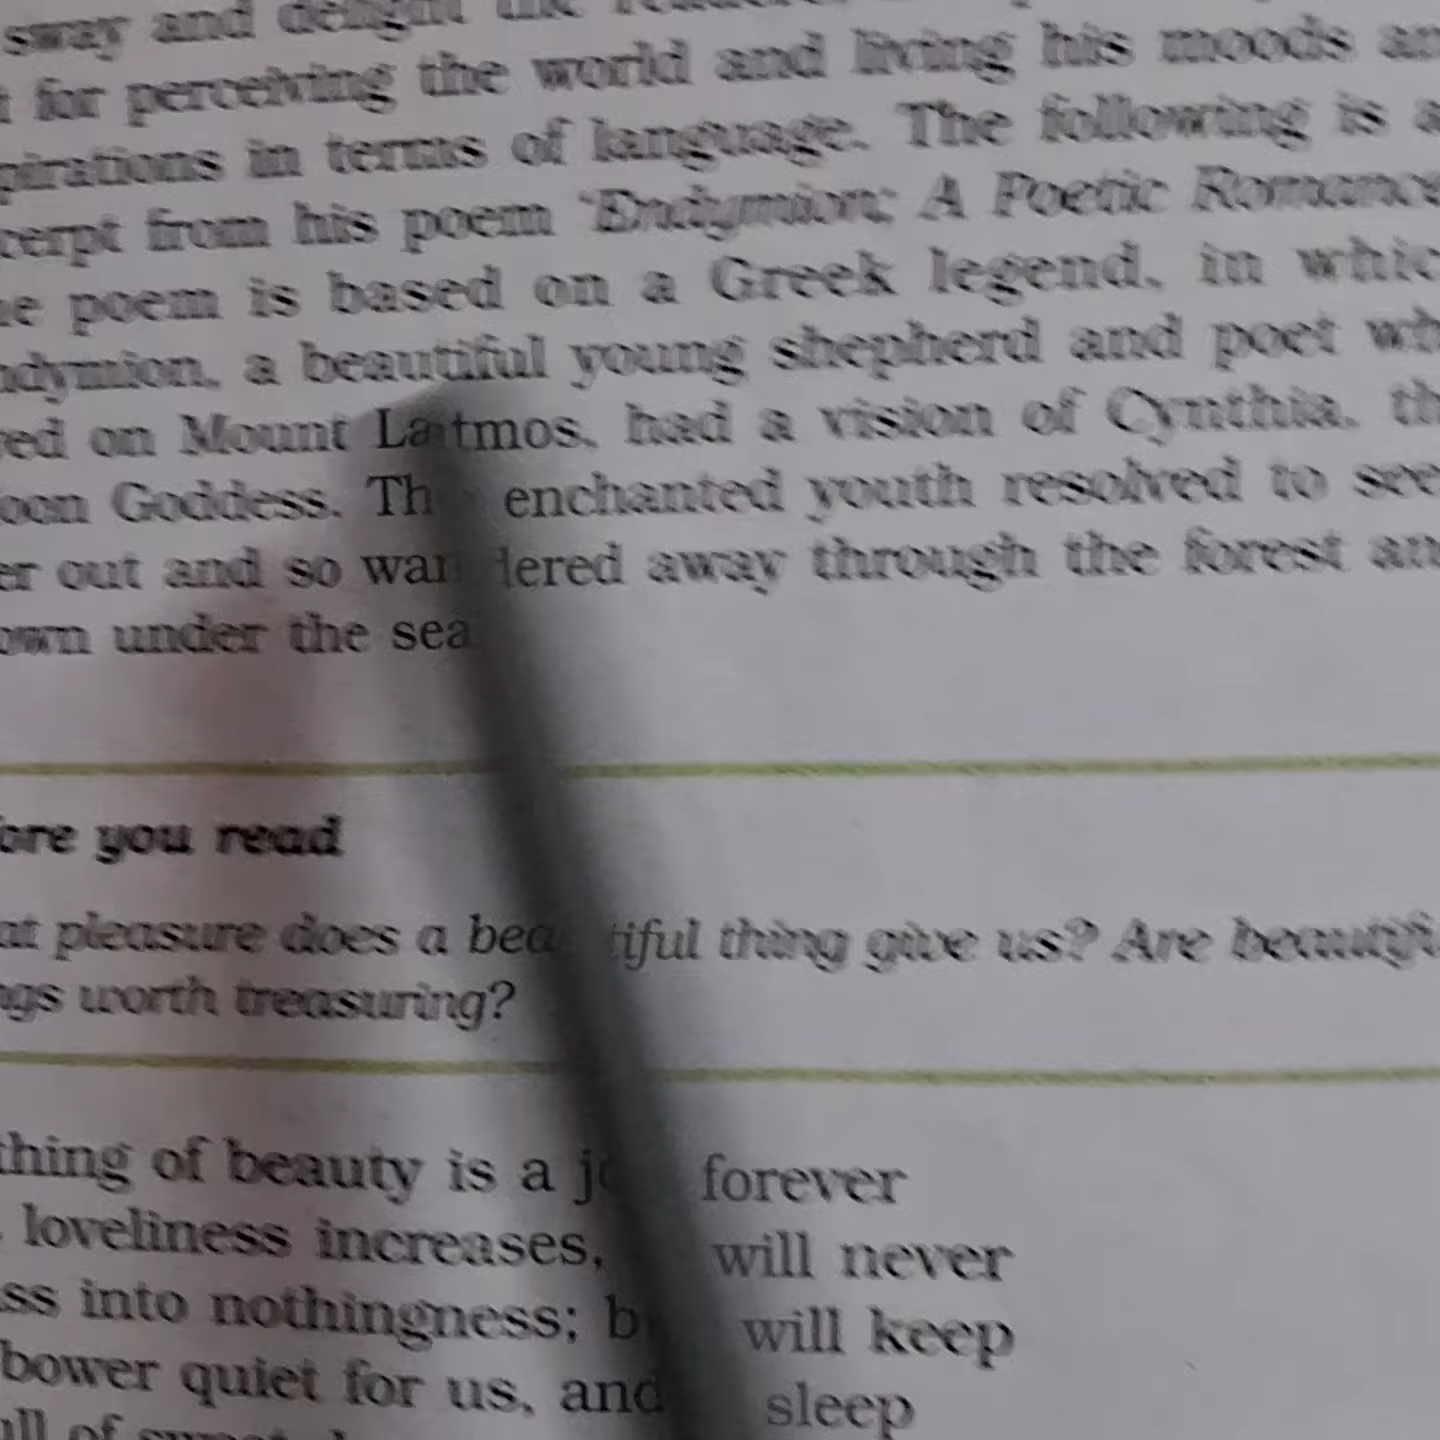 sway and delight the
for perceiving the world and living his moods an
pirations in terms of language. The following is a
cerpt from his poem 'Endymion; A Poetic Romance
e poem is based on a Greek legend, in whic
dymion, a beautiful young shepherd and poet wh
ed on Mount Latmos, had a vision of Cynthia, th
oon Goddess. Th enchanted youth resolved to see
er out and so wan dered away through the forest an
own under the sea
ore you read
at pleasure does a bea tiful thing give us? Are beautif
ngs worth treasuring?
thing of beauty is a j forever
loveliness increases, will never
ss into nothingness; b will keep
bower quiet for us, and sleep
ull of sweet